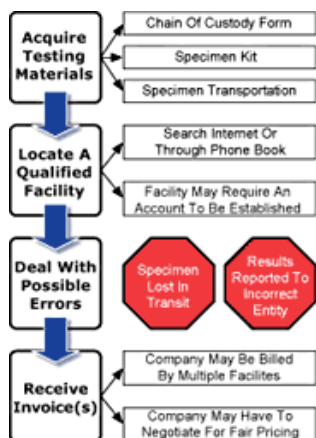 Acquire
Testing
Materials
Chain Of Custody Form
Specimen Kit
Specimen Transportation
Locate A
Qualified
Facility
Search Internet Or
Through Phone Book
Facility May Require An
Account To Be Established
Deal With
Possible
Errors
Specimen
Lost In
Transit
Results
Reported To
Incorrect
Entity
Receive
Invoice(s)
Company May Be Billed
By Multiple Facilites
Company May Have To
Negotiate For Fair Pricing